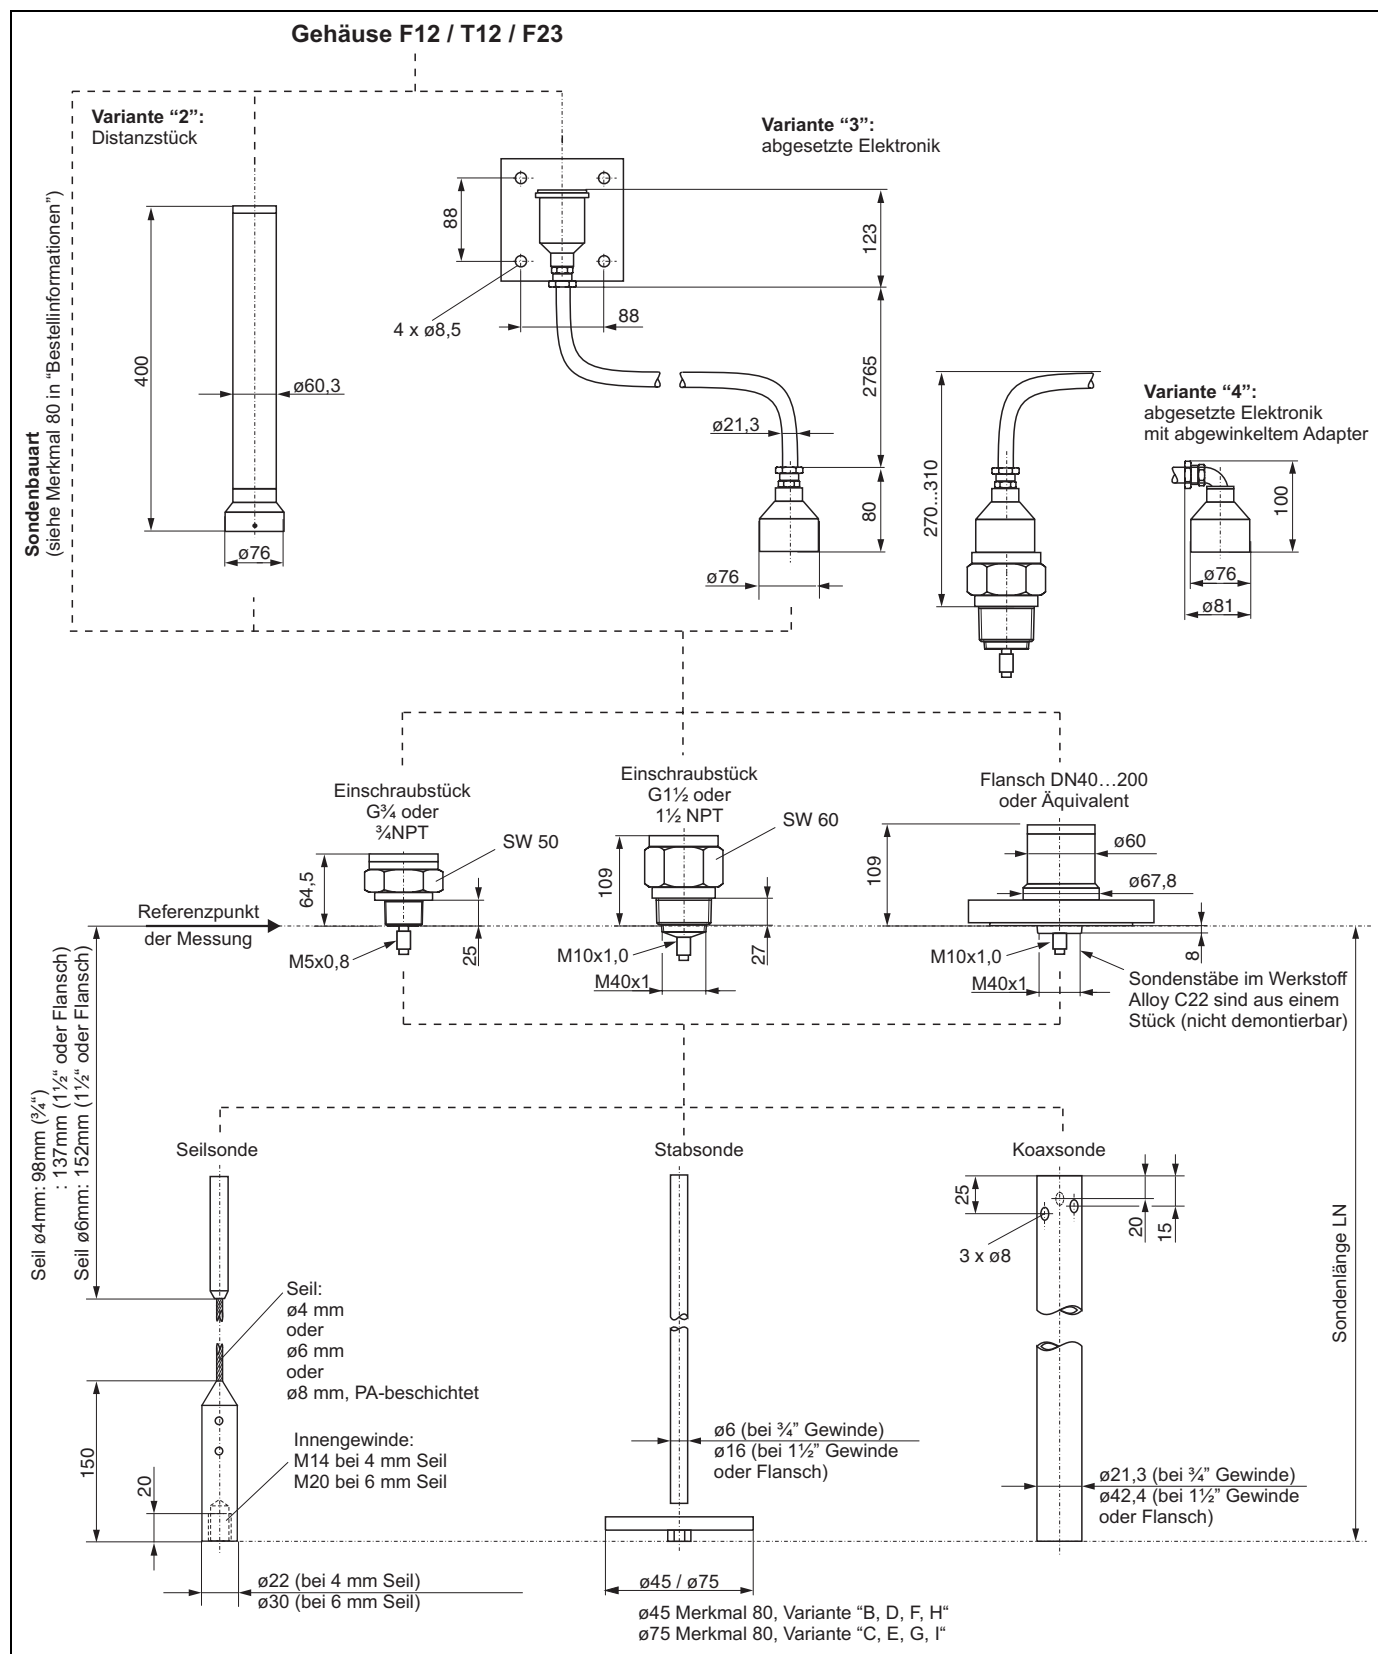 Gehäuse F12 / T12 / F23
Variante “2”:
Distanzstück
Variante “3”:
abgesetzte Elektronik
Sondenbauart
(siehe Merkmal 80 in “Bestellinformationen”)
400
ø60,3
ø76
88
4 x ø8,5
88
123
2765
ø21,3
80
ø76
270...310
Variante “4”:
abgesetzte Elektronik
mit abgewinkeltem Adapter
100
ø76
ø81
Einschraubstück
G¾ oder
¾NPT
SW 50
64,5
M5x0,8
25
Einschraubstück
G1½ oder
1½ NPT
SW 60
109
M10x1,0
M40x1
27
Flansch DN40...200
oder Äquivalent
109
ø60
ø67,8
M10x1,0
M40x1
8
Sondenstäbe im Werkstoff
Alloy C22 sind aus einem
Stück (nicht demontierbar)
Referenzpunkt
der Messung
Seil ø4mm: 98mm (¾“)
: 137mm (1½“ oder Flansch)
Seil ø6mm: 152mm (1½“ oder Flansch)
Seilsonde
Seil:
ø4 mm
oder
ø6 mm
oder
ø8 mm, PA-beschichtet
Innengewinde:
M14 bei 4 mm Seil
M20 bei 6 mm Seil
150
20
ø22 (bei 4 mm Seil)
ø30 (bei 6 mm Seil)
Stabsonde
ø6 (bei ¾” Gewinde)
ø16 (bei 1½” Gewinde
oder Flansch)
ø45 / ø75
ø45 Merkmal 80, Variante “B, D, F, H“
ø75 Merkmal 80, Variante “C, E, G, I“
Koaxsonde
25
3 x ø8
20
15
ø21,3 (bei ¾” Gewinde)
ø42,4 (bei 1½” Gewinde
oder Flansch)
Sondenlänge LN